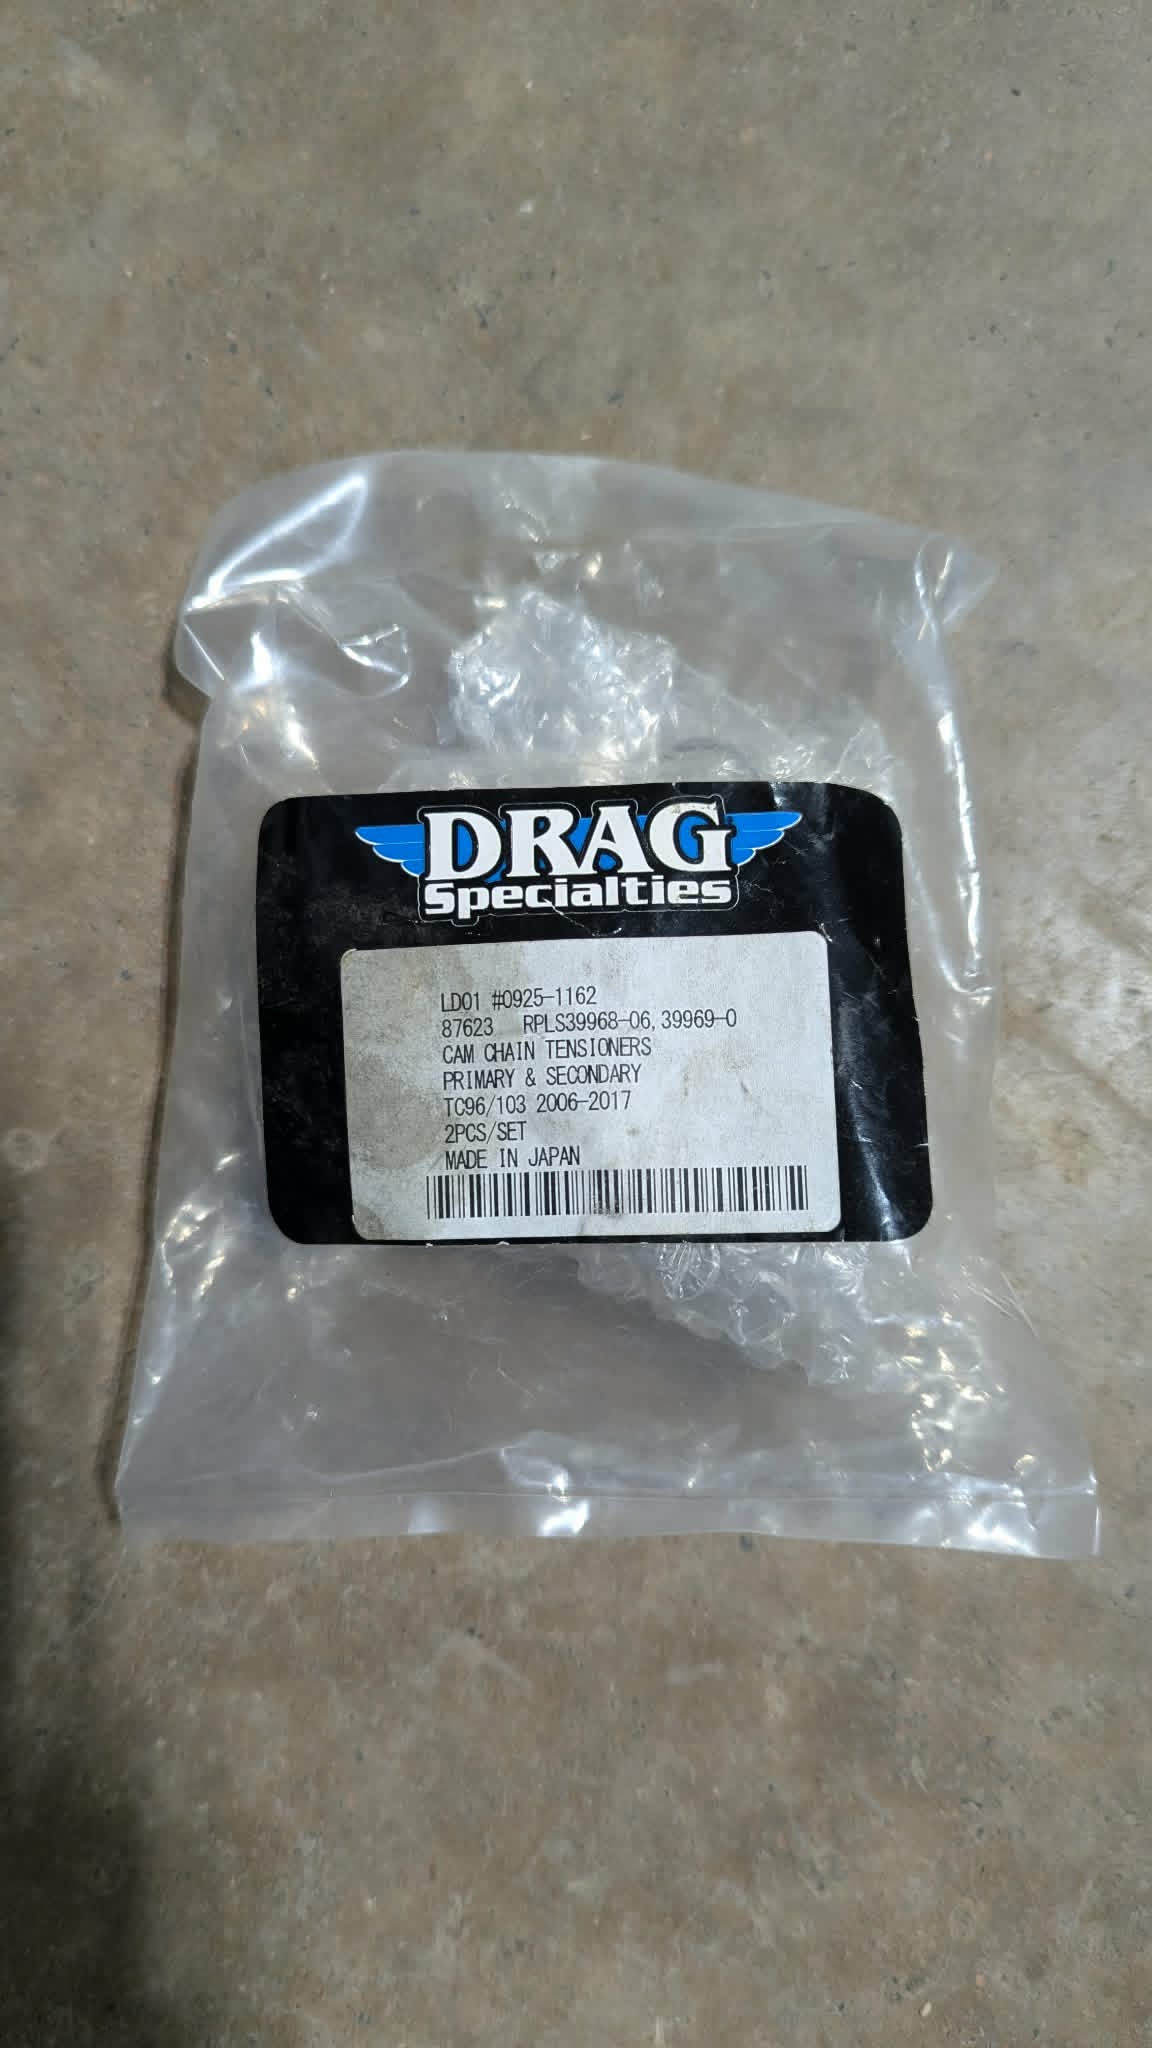 DRAG
Specialties
LD01 #0925-1162
87623 RPLS39968-06, 39969-0
CAM CHAIN TENSIONERS
PRIMARY & SECONDARY
TC96/103 2006-2017
2PCS/SET
MADE IN JAPAN